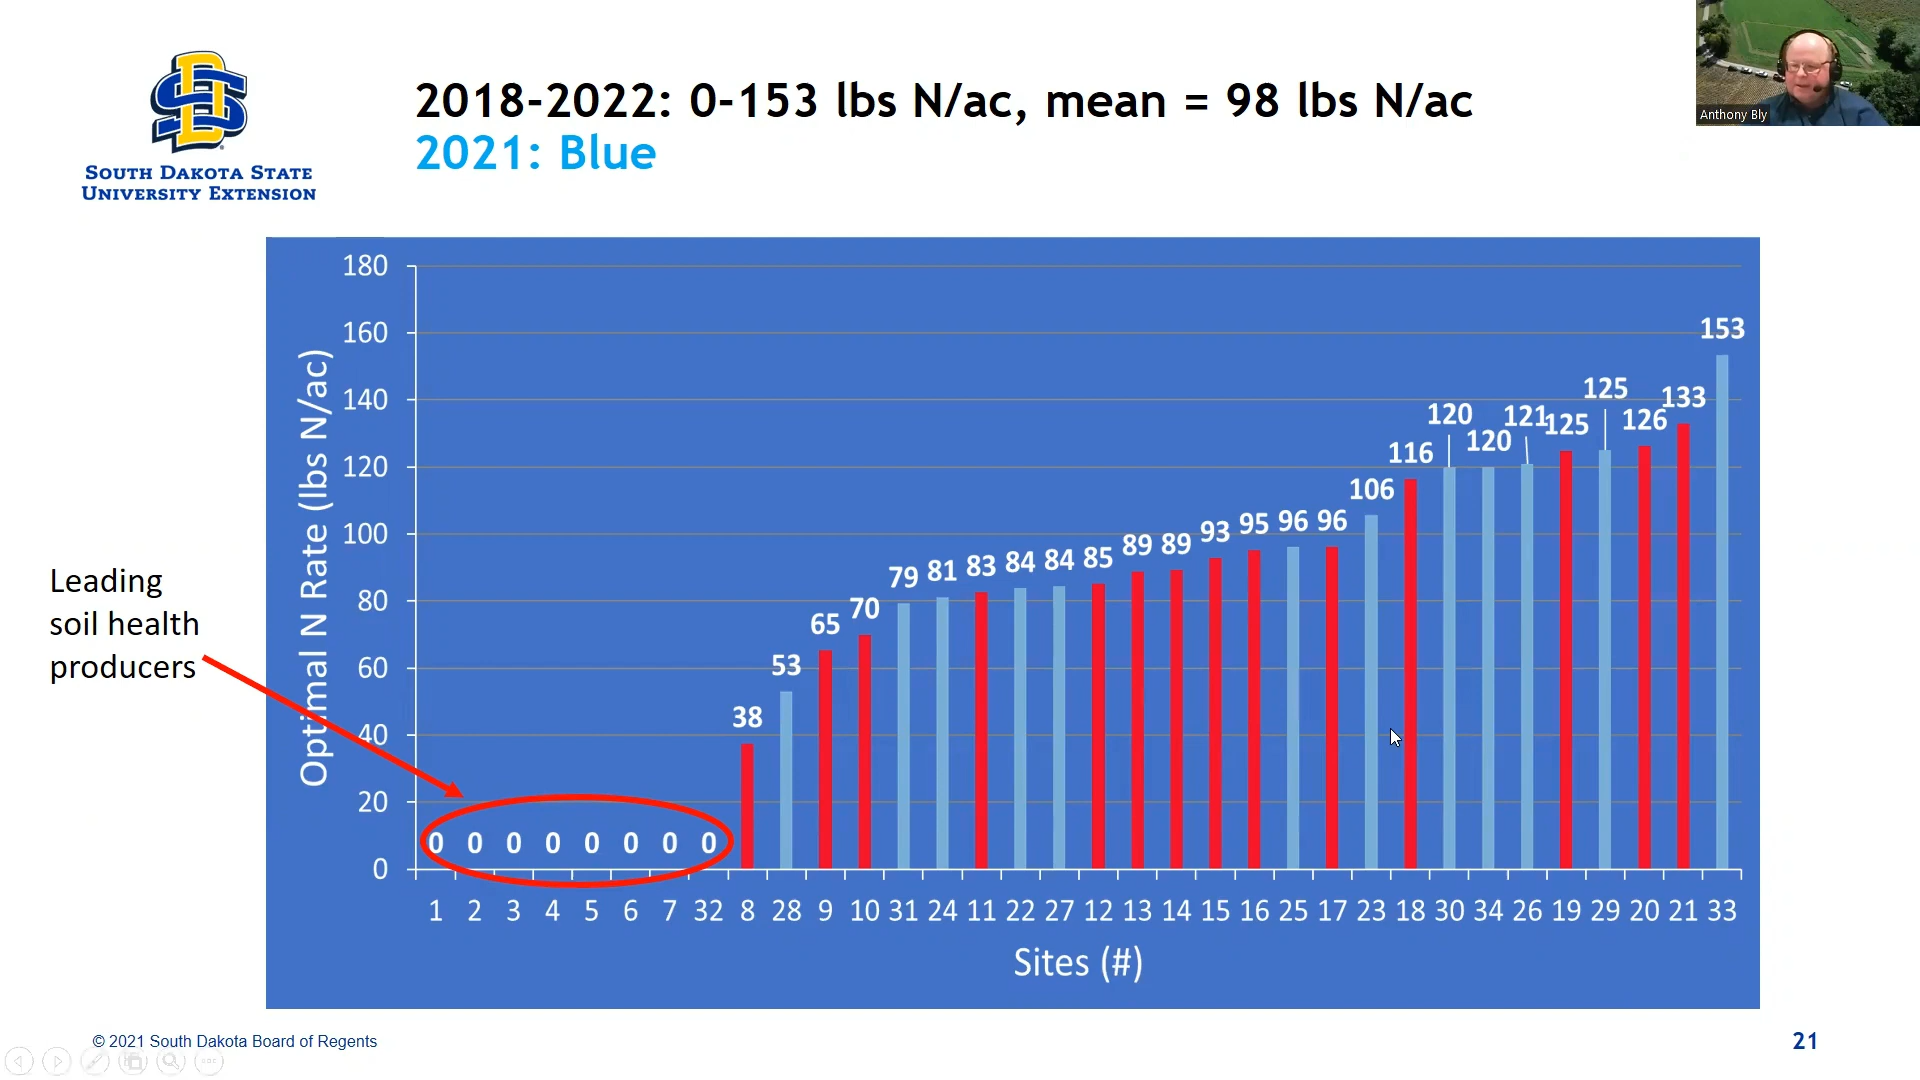 SOUTH DAKOTA STATE
UNIVERSITY EXTENSION
2018-2022: 0-153 lbs N/ac, mean = 98 lbs N/ac
2021: Blue
Anthony Bly
Leading
soil health
producers
Optimal N Rate (lbs N/ac)
180
160
140
120
100
80
60
40
20
0
0 0 0 0 0 0 0 0 38 53 65 70 79 81 83 84 84 85 89 89 93 95 96 96 106 116 120 120 121 125 125 126 133 153
1 2 3 4 5 6 7 32 8 28 9 10 31 24 11 22 27 12 13 14 15 16 25 17 23 18 30 34 26 19 29 20 21 33
Sites (#)
© 2021 South Dakota Board of Regents
21